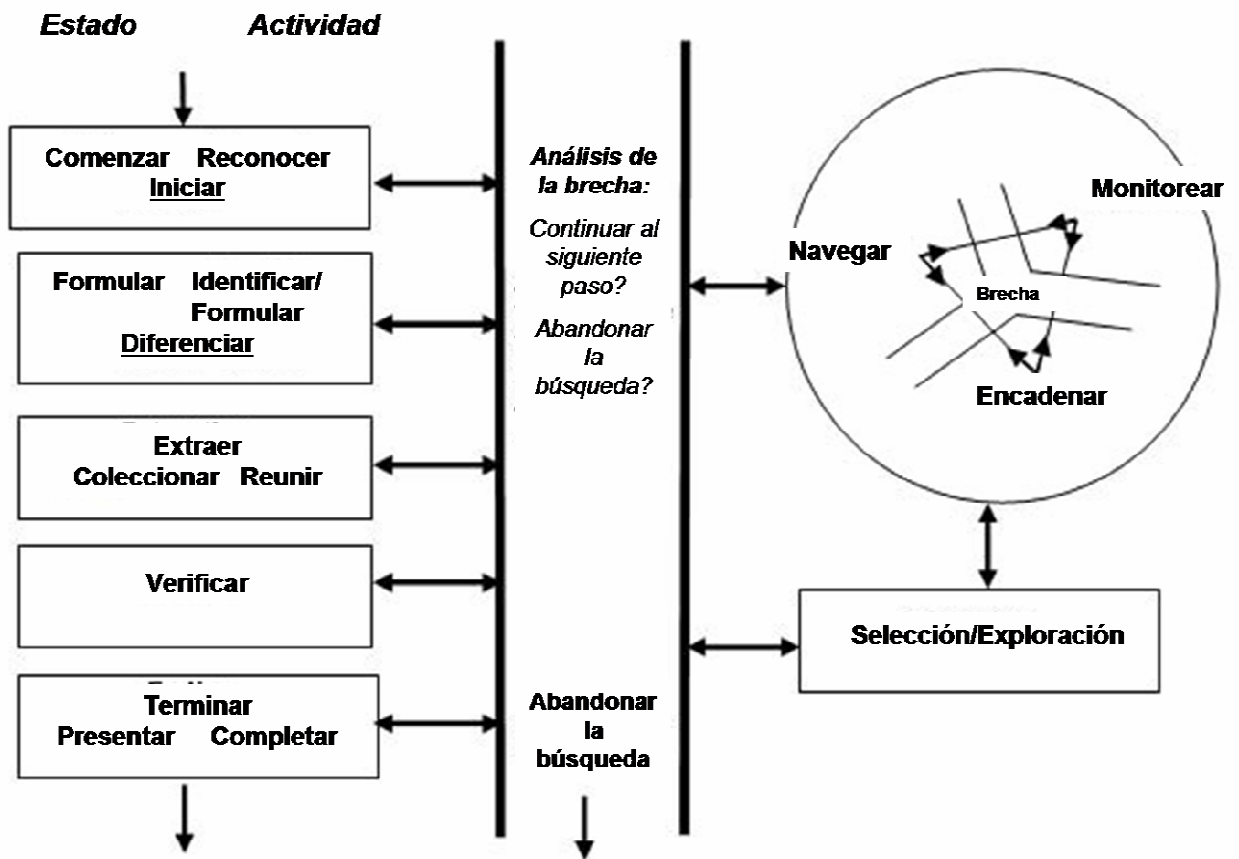 Estado Actividad
Comenzar Reconocer
Iniciar
Formular Identificar/
Formular
Diferenciar
Extraer
Coleccionar Reunir
Verificar
Terminar
Presentar Completar
Análisis de
la brecha:
Continuar al
siguiente
paso?
Abandonar
la
búsqueda?
Abandonar
la
búsqueda
Monitorear
Navegar
Brecha
Encadenar
Selección/Exploración